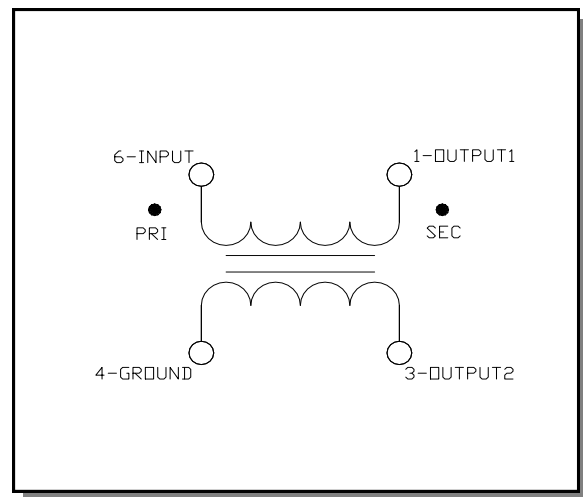 6-INPUT
1-OUTPUT1
PRI
SEC
4-GROUND
3-OUTPUT2